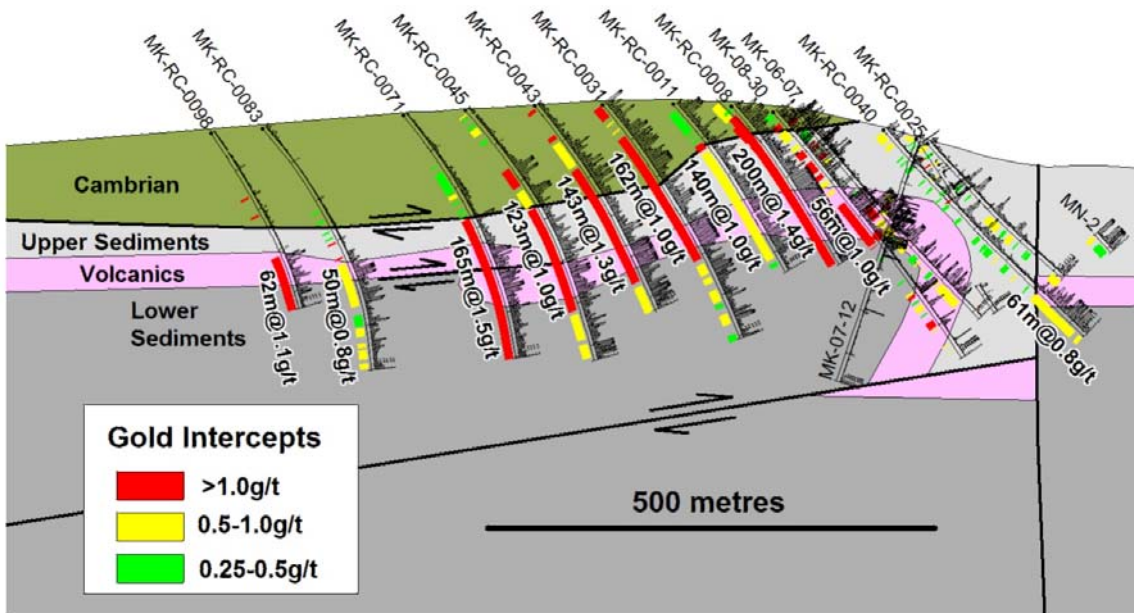 MK-RC-0098
MK-RC-0083
MK-RC-0071
MK-RC-0045
MK-RC-0043
MK-RC-0031
MK-RC-0011
MK-RC-0008
MK-08-30
MK-06-07
MK-RC-0040
MK-RC-0025
MN-2
Cambrian
Upper Sediments
Volcanics
Lower
Sediments
62m@1.1g/t
50m@0.8g/t
165m@1.5g/t
123m@1.0g/t
143m@1.3g/t
162m@1.0g/t
140m@1.0g/t
200m@1.4g/t
56m@1.0g/t
61m@0.8g/t
MK-07-12
Gold Intercepts
>1.0g/t
0.5-1.0g/t
0.25-0.5g/t
500 metres